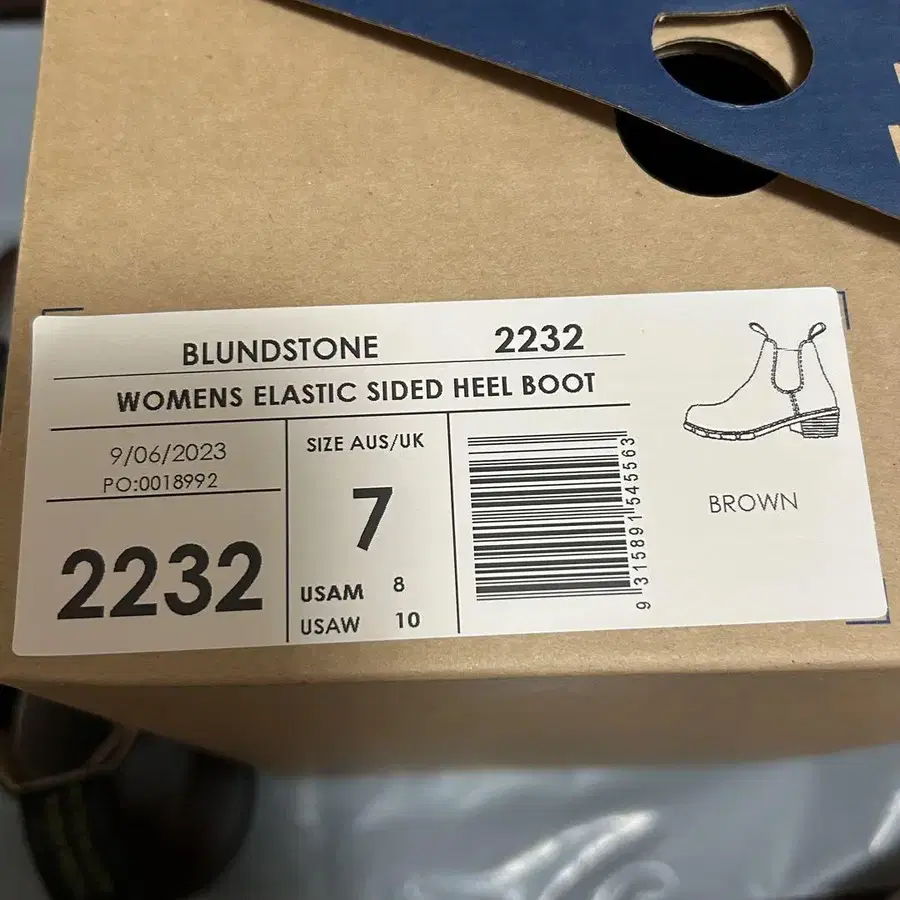 BLUNDSTONE 2232
WOMENS ELASTIC SIDED HEEL BOOT
9/06/2023
PO:0018992
2232
SIZE AUS/UK
7
USAM 8
USAW 10
9 315891 545563
BROWN